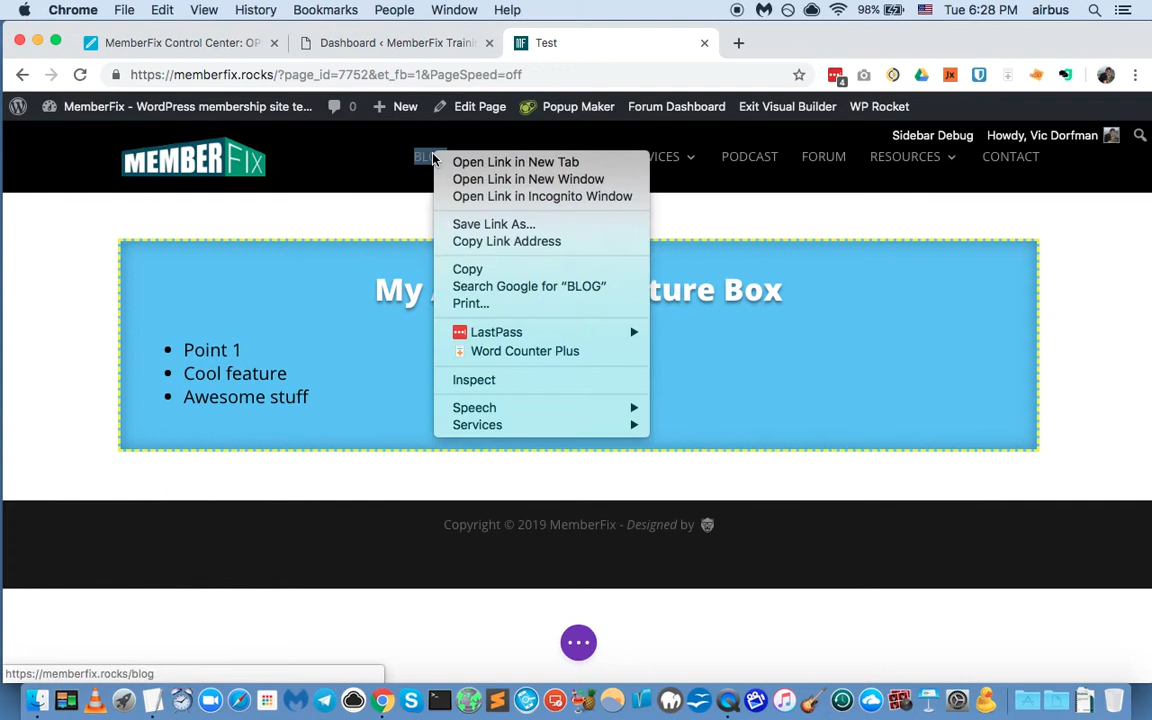 Chrome File Edit View History Bookmarks People Window Help 98% Tue 6:28 PM airbus
MemberFix Control Center: OP × Dashboard ‹ MemberFix Traini × Test ×
https://memberfix.rocks/?page_id=7752&et_fb=1&PageSpeed=off 4
MemberFix - WordPress membership site te... 0 New Edit Page Popup Maker Forum Dashboard Exit Visual Builder WP Rocket
Sidebar Debug Howdy, Vic Dorfman
MEMBERFIX PODCAST FORUM RESOURCES CONTACT
Open Link in New Tab
Open Link in New Window
Open Link in Incognito Window
Save Link As...
Copy Link Address
Copy
Search Google for “BLOG”
Print...
LastPass
Word Counter Plus
Inspect
Speech
Services
My
Box
Point 1
Cool feature
Awesome stuff
Copyright © 2019 MemberFix - Designed by
https://memberfix.rocks/blog